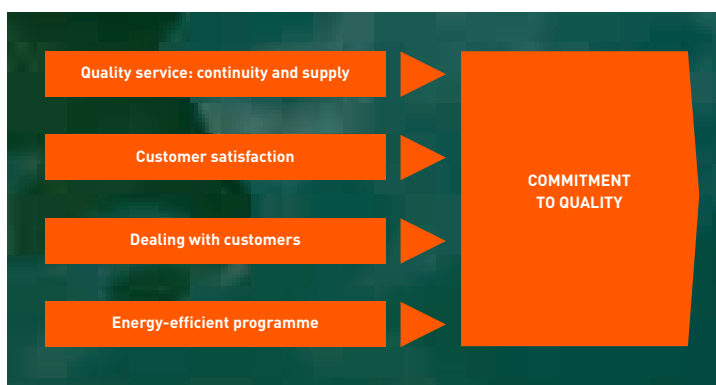 Quality service: continuity and supply
Customer satisfaction
Dealing with customers
Energy-efficient programme
COMMITMENT
TO QUALITY